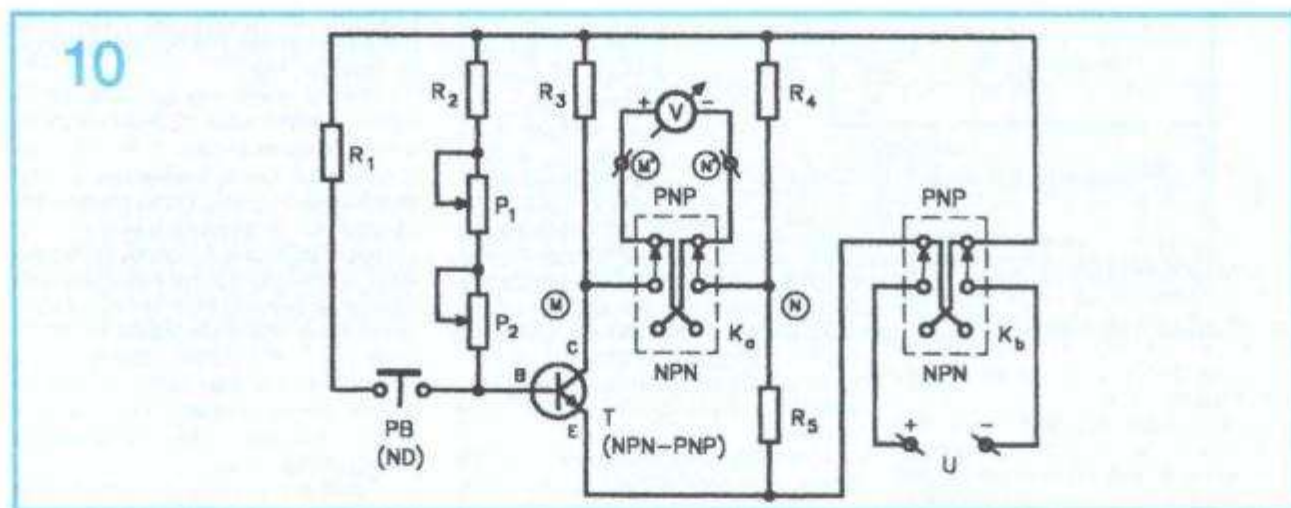 10
R1
R2
P1
P2
PB
(ND)
R3
B
C
E
T
(NPN-PNP)
M
+ V -
M'
N'
PNP
Ka
NPN
R4
N
R5
PNP
Kb
NPN
+ -
U